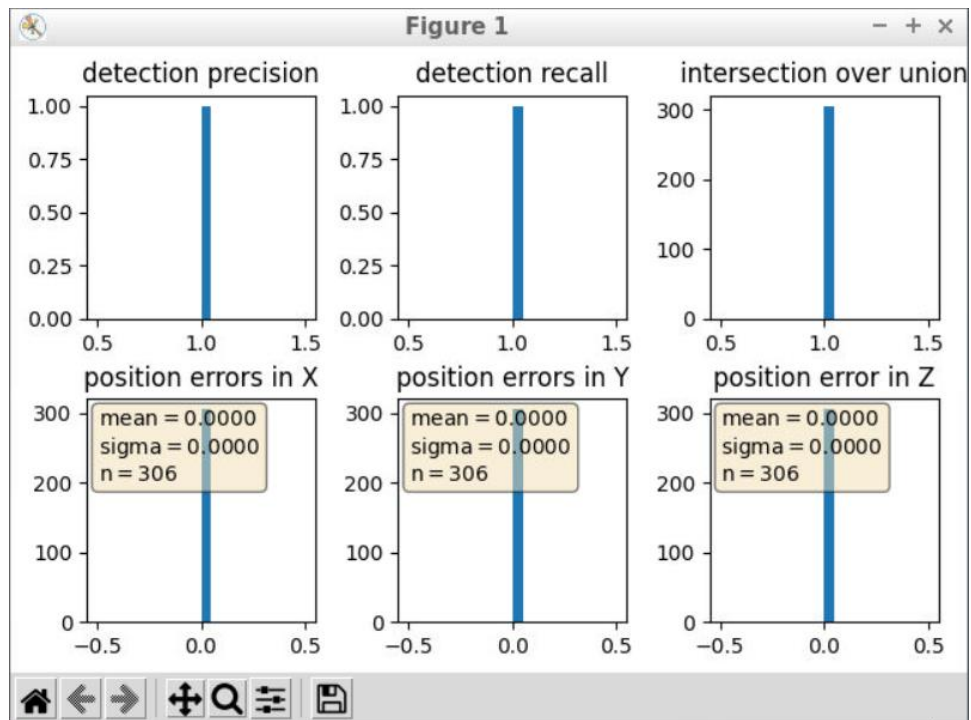 Figure 1
detection precision
1.00
0.75
0.50
0.25
0.00
0.5 1.0 1.5
detection recall
1.00
0.75
0.50
0.25
0.00
0.5 1.0 1.5
intersection over union
300
200
100
0
0.5 1.0 1.5
position errors in X
300
200
100
0
mean = 0.0000
sigma = 0.0000
n = 306
−0.5 0.0 0.5
position errors in Y
300
200
100
0
mean = 0.0000
sigma = 0.0000
n = 306
−0.5 0.0 0.5
position error in Z
300
200
100
0
mean = 0.0000
sigma = 0.0000
n = 306
−0.5 0.0 0.5